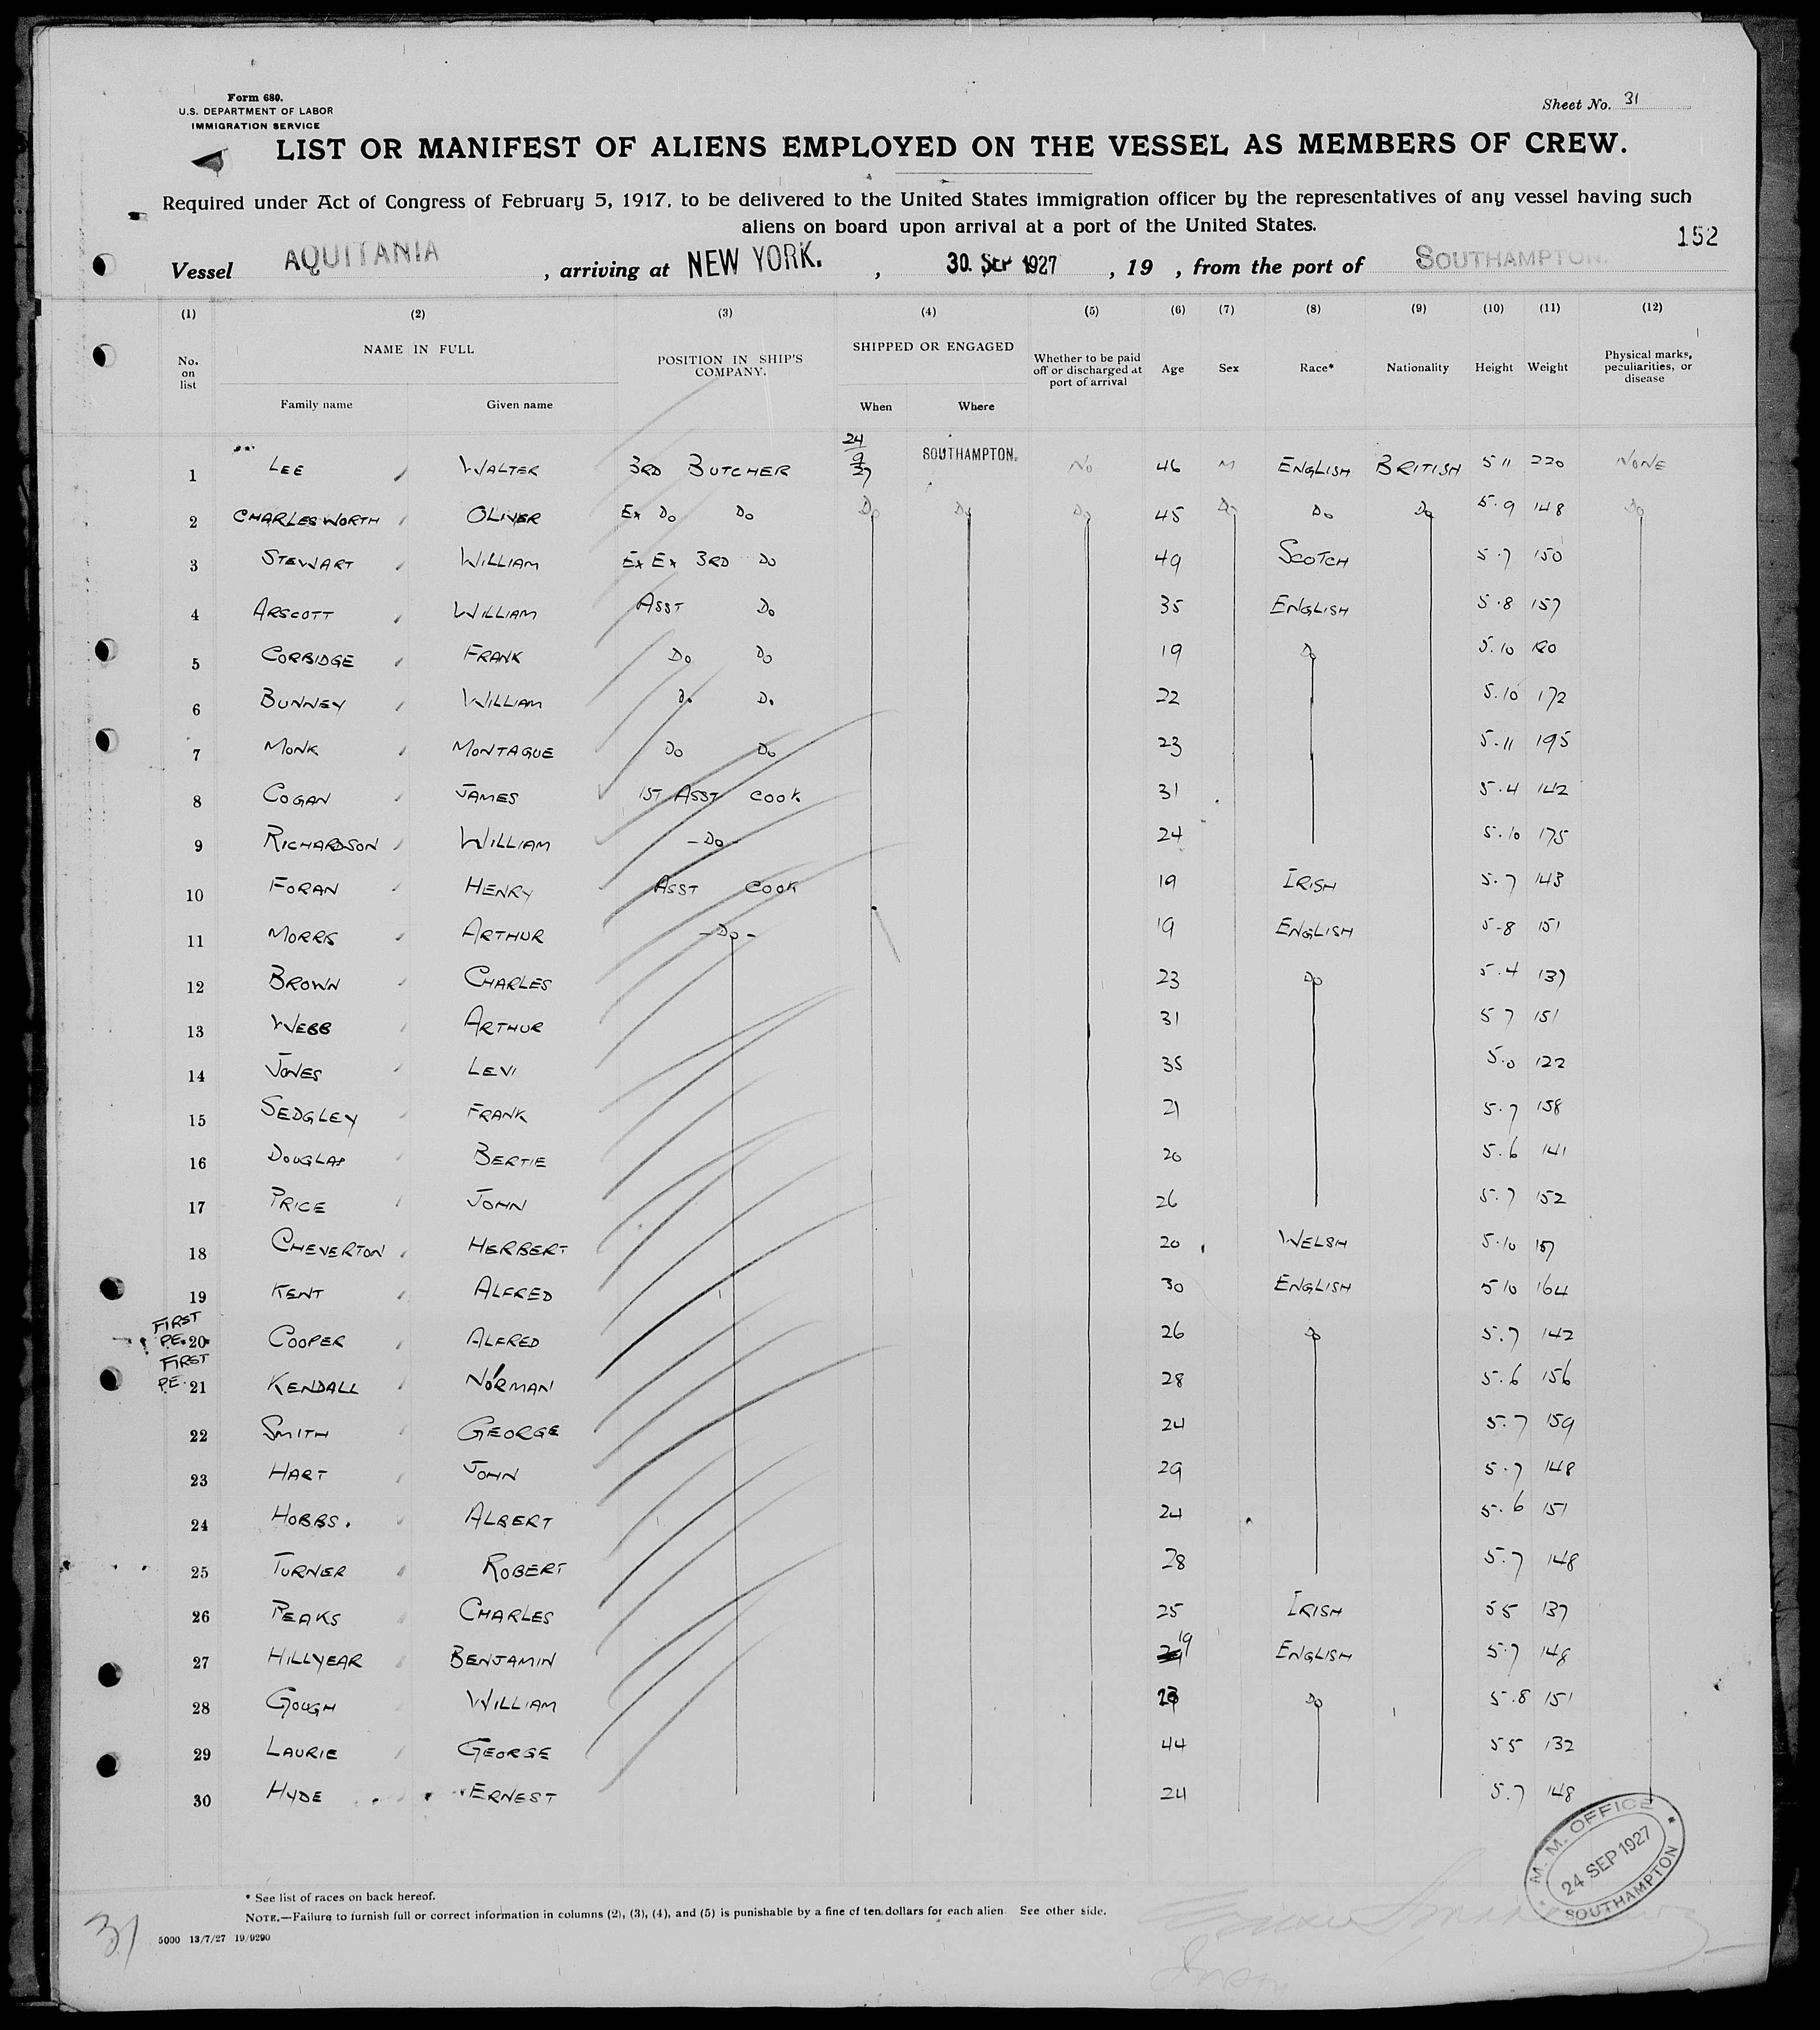 Form 680.
U.S. DEPARTMENT OF LABOR
IMMIGRATION SERVICE
Sheet No. 31
LIST OR MANIFEST OF ALIENS EMPLOYED ON THE VESSEL AS MEMBERS OF CREW.
Required under Act of Congress of February 5, 1917, to be delivered to the United States immigration officer by the representatives of any vessel having such
aliens on board upon arrival at a port of the United States.
152
Vessel AQUITANIA, arriving at NEW YORK., 30. SEP 1927, 19 , from the port of SOUTHAMPTON.
(1) (2) (3) (4) (5) (6) (7) (8) (9) (10) (11) (12)
No. on list NAME IN FULL Family name Given name POSITION IN SHIP'S COMPANY. SHIPPED OR ENGAGED When Where Whether to be paid off or discharged at port of arrival Age Sex Race* Nationality Height Weight Physical marks, peculiarities, or disease
1 LEE WALTER 3RD BUTCHER 24/9/27 SOUTHAMPTON. No 46 M ENGLISH BRITISH 5 11 220 NONE
2 CHARLESWORTH OLIVER Ex Do Do Do Do Do 45 Do Do Do 5.9 148 Do
3 STEWART WILLIAM Ex Ex 3RD Do 49 SCOTCH 5.7 150
4 ARSCOTT WILLIAM ASST Do 35 ENGLISH 5.8 157
5 CORBIDGE FRANK Do Do 19 Do 5.10
6 BUNNEY WILLIAM Do Do 22 5.10 172
7 MONK MONTAGUE Do Do 23 5.11 195
8 COGAN JAMES 1ST ASST COOK 31 5.4 142
9 RICHARDSON WILLIAM -Do- 24 5.10 175
10 FORAN HENRY ASST COOK 19 IRISH 5.7 143
11 MORRIS ARTHUR -Do- 19 ENGLISH 5-8 151
12 BROWN CHARLES 23 Do 5.4 137
13 WEBB ARTHUR 31 5 7 151
14 JONES LEVI 35 5.0 122
15 SEDGLEY FRANK 21 5.7 158
16 DOUGLAS BERTIE 20 5.6 141
17 PRICE JOHN 26 5.7 152
18 CHEVERTON HERBERT 20 WELSH 5.10 157
19 KENT ALFRED 30 ENGLISH 5 10 164
FIRST
P.E. 20 COOPER ALFRED 26 Do 5.7 142
FIRST
P.E. 21 KENDALL NORMAN 28 5.6 156
22 SMITH GEORGE 24 5.7 159
23 HART JOHN 29 5.7 148
24 HOBBS. ALBERT 24 5.6 151
25 TURNER ROBERT 28 5.7 148
26 PEAKS CHARLES 25 IRISH 5 5 137
27 HILLYEAR BENJAMIN 19 ENGLISH 5.7 148
28 GOUGH WILLIAM 23 Do 5.8 151
29 LAURIE GEORGE 44 5 5 132
30 HYDE ERNEST 24 5.7 148
M. M. OFFICE
24 SEP 1927
SOUTHAMPTON
* See list of races on back hereof.
NOTE.—Failure to furnish full or correct information in columns (2), (3), (4), and (5) is punishable by a fine of ten dollars for each alien. See other side.
5000 13/7/27 19/9290
31